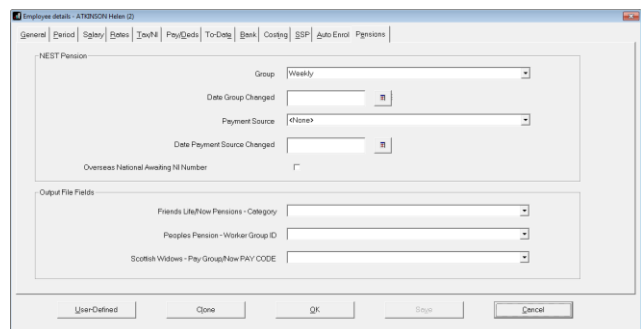 Employee details - ATKINSON Helen (2)
General Period Salary Rates Tax/NI Pay/Deds To-Date Bank Costing SSP Auto Enrol Pensions
NEST Pension
Group Weekly
Date Group Changed
Payment Source <None>
Date Payment Source Changed
Overseas National Awaiting NI Number
Output File Fields
Friends Life/Now Pensions - Category
Peoples Pension - Worker Group ID
Scottish Widows - Pay Group/Now PAY CODE
User-Defined Clone OK Save Cancel